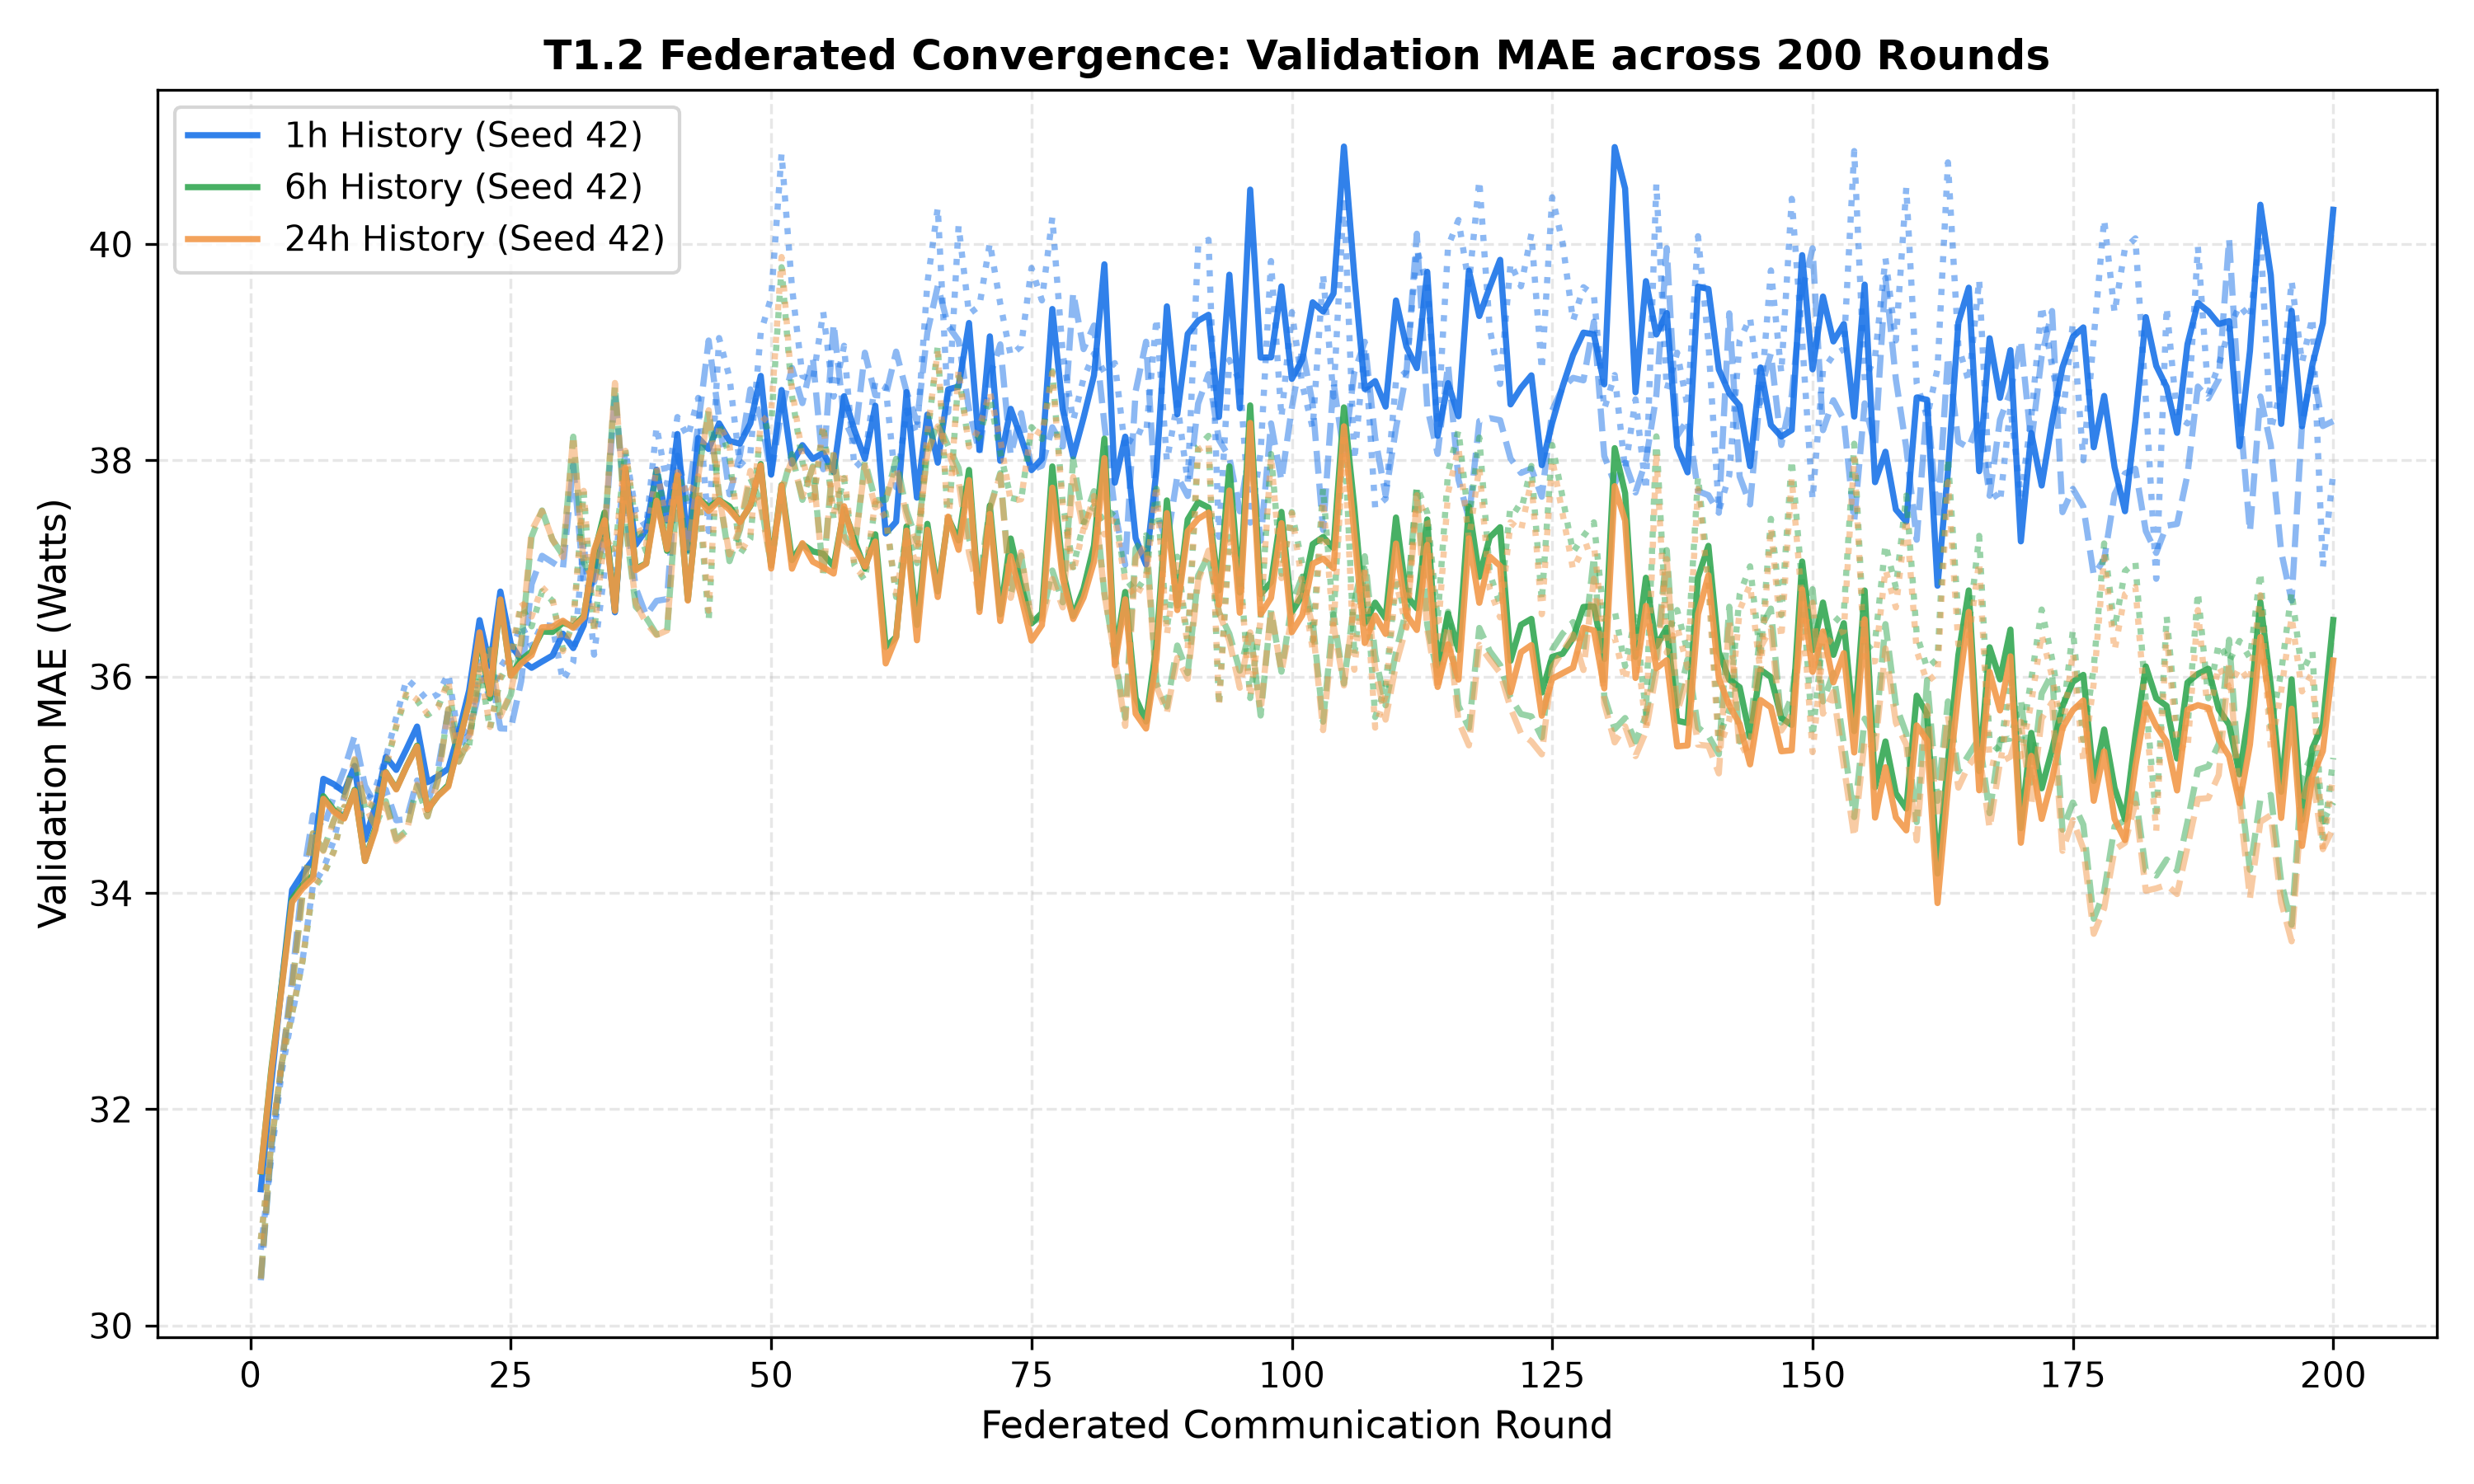 T1.2 Federated Convergence: Validation MAE across 200 Rounds
1h History (Seed 42)
6h History (Seed 42)
24h History (Seed 42)
Validation MAE (Watts)
40
38
36
34
32
30
0 25 50 75 100 125 150 175 200
Federated Communication Round